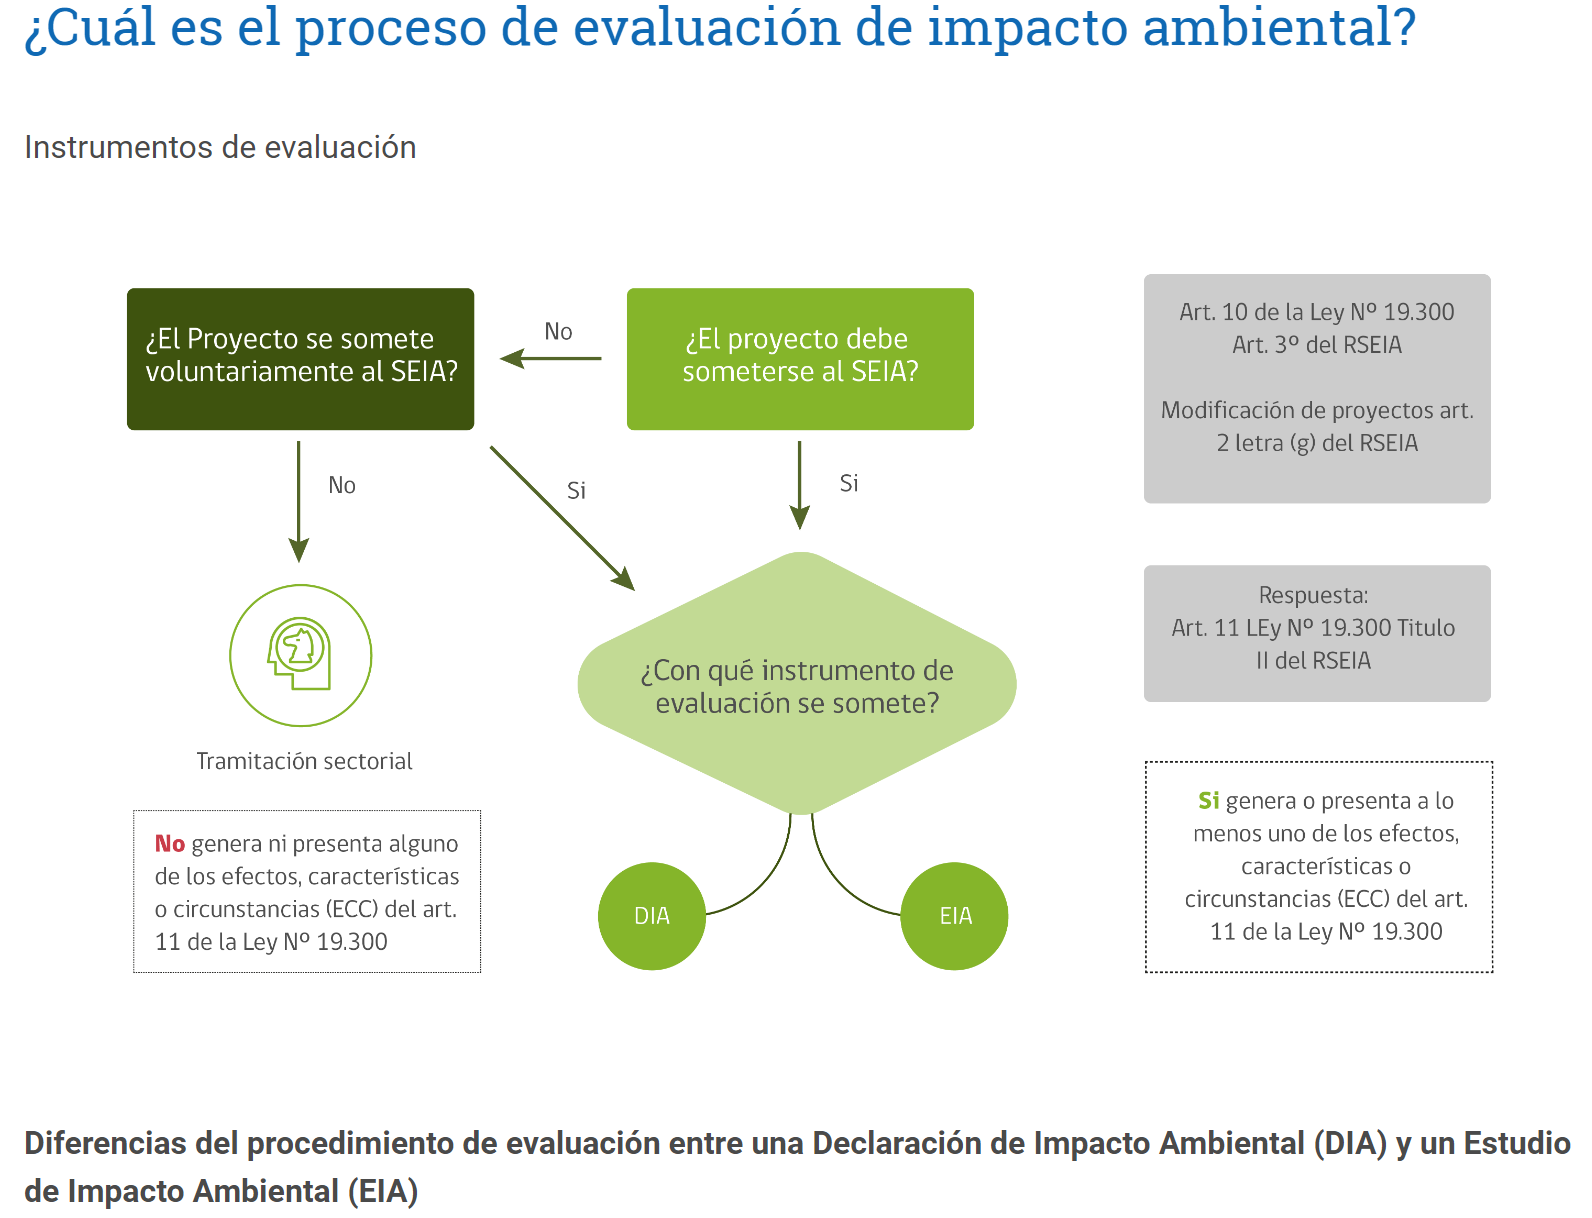 ¿Cuál es el proceso de evaluación de impacto ambiental?
Instrumentos de evaluación
¿El Proyecto se somete
voluntariamente al SEIA?
No
¿El proyecto debe
someterse al SEIA?
Art. 10 de la Ley Nº 19.300
Art. 3º del RSEIA
Modificación de proyectos art.
2 letra (g) del RSEIA
No
Si
Si
Respuesta:
Art. 11 LEy Nº 19.300 Titulo
II del RSEIA
¿Con qué instrumento de
evaluación se somete?
Tramitación sectorial
No genera ni presenta alguno
de los efectos, características
o circunstancias (ECC) del art.
11 de la Ley Nº 19.300
DIA
EIA
Si genera o presenta a lo
menos uno de los efectos,
características o
circunstancias (ECC) del art.
11 de la Ley Nº 19.300
Diferencias del procedimiento de evaluación entre una Declaración de Impacto Ambiental (DIA) y un Estudio
de Impacto Ambiental (EIA)